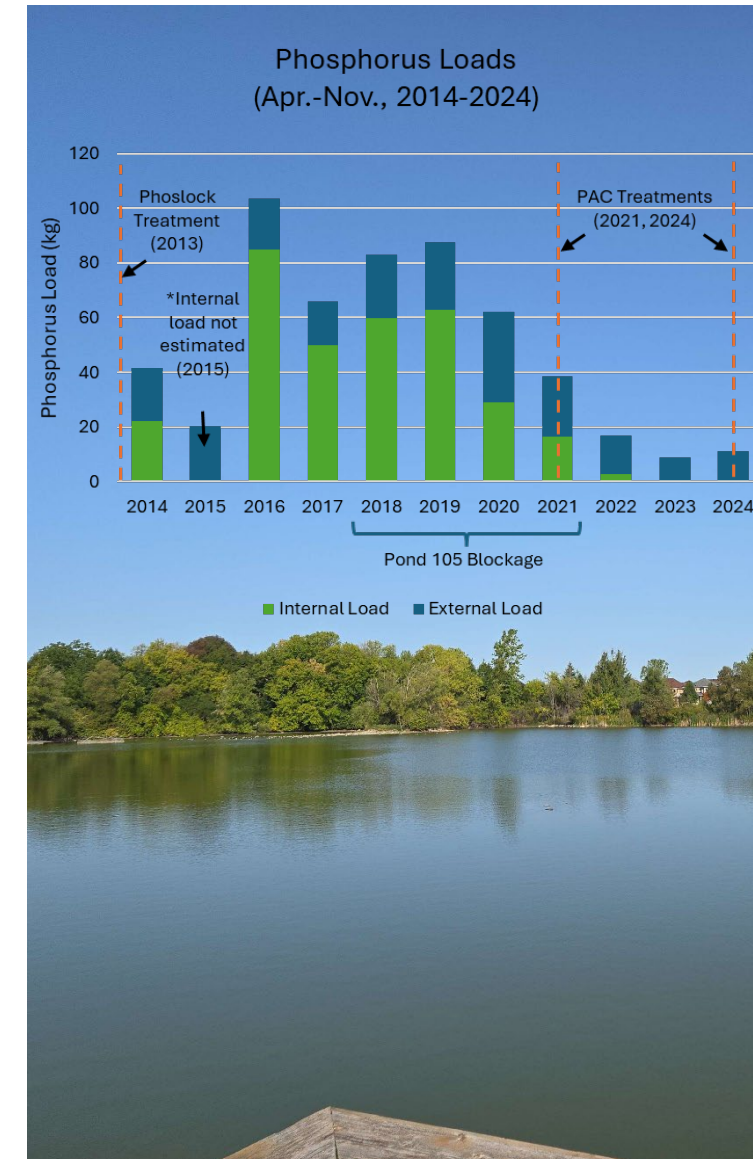 Phosphorus Loads
(Apr.-Nov., 2014-2024)
120
100
80
60
40
20
0
Phosphorus Load (kg)
Phoslock
Treatment
(2013)
*Internal
load not
estimated
(2015)
PAC Treatments
(2021, 2024)
2014 2015 2016 2017 2018 2019 2020 2021 2022 2023 2024
Pond 105 Blockage
Internal Load External Load